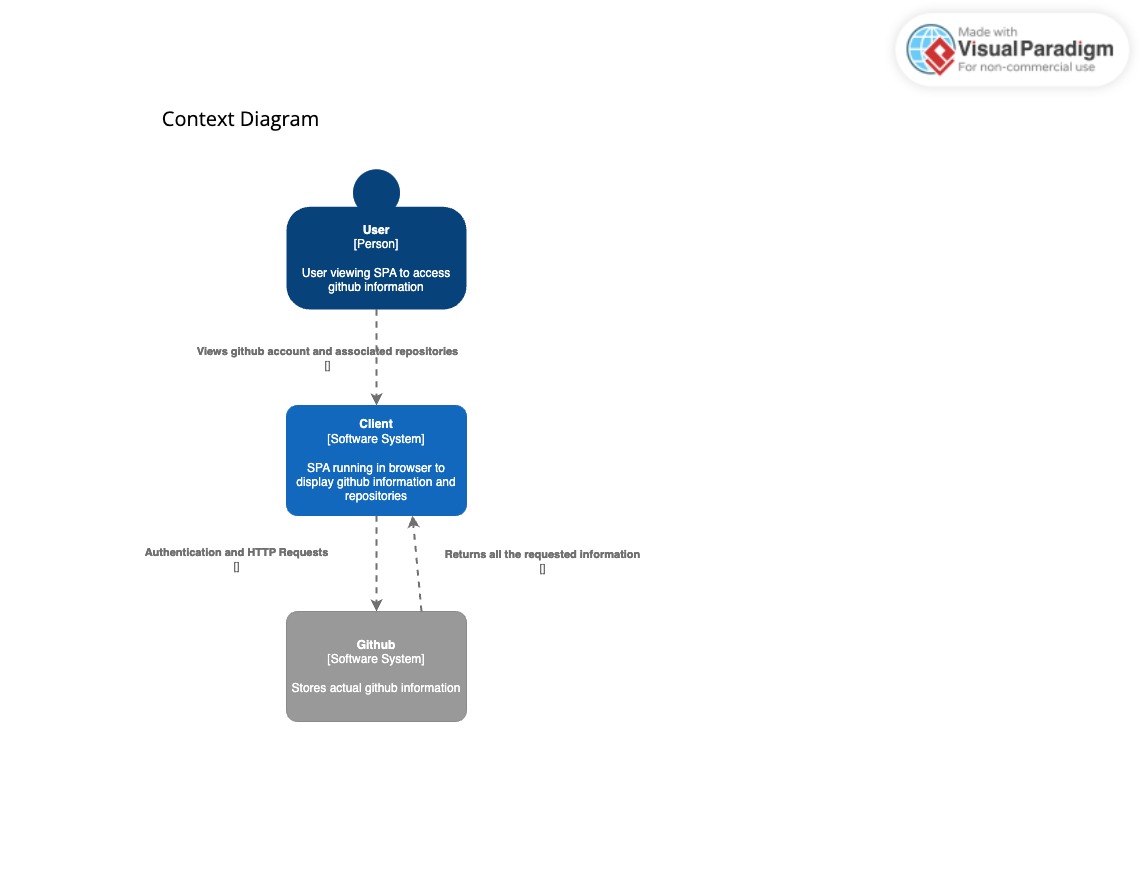 Made with
Visual Paradigm
For non-commercial use
Context Diagram
User
[Person]
User viewing SPA to access
github information
Views github account and associated repositories
[]
Client
[Software System]
SPA running in browser to
display github information and
repositories
Authentication and HTTP Requests
[]
Returns all the requested information
[]
Github
[Software System]
Stores actual github information